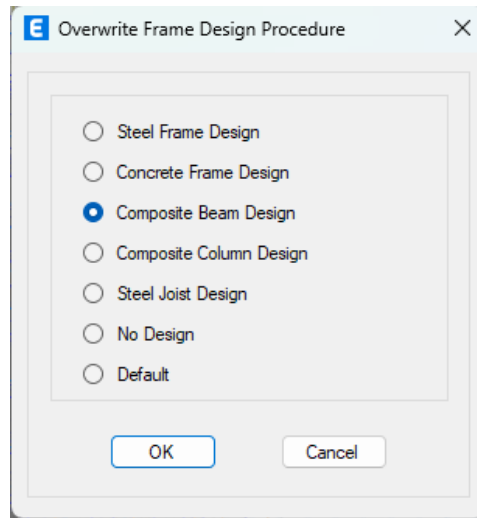 E Overwrite Frame Design Procedure
Steel Frame Design
Concrete Frame Design
Composite Beam Design
Composite Column Design
Steel Joist Design
No Design
Default
OK Cancel